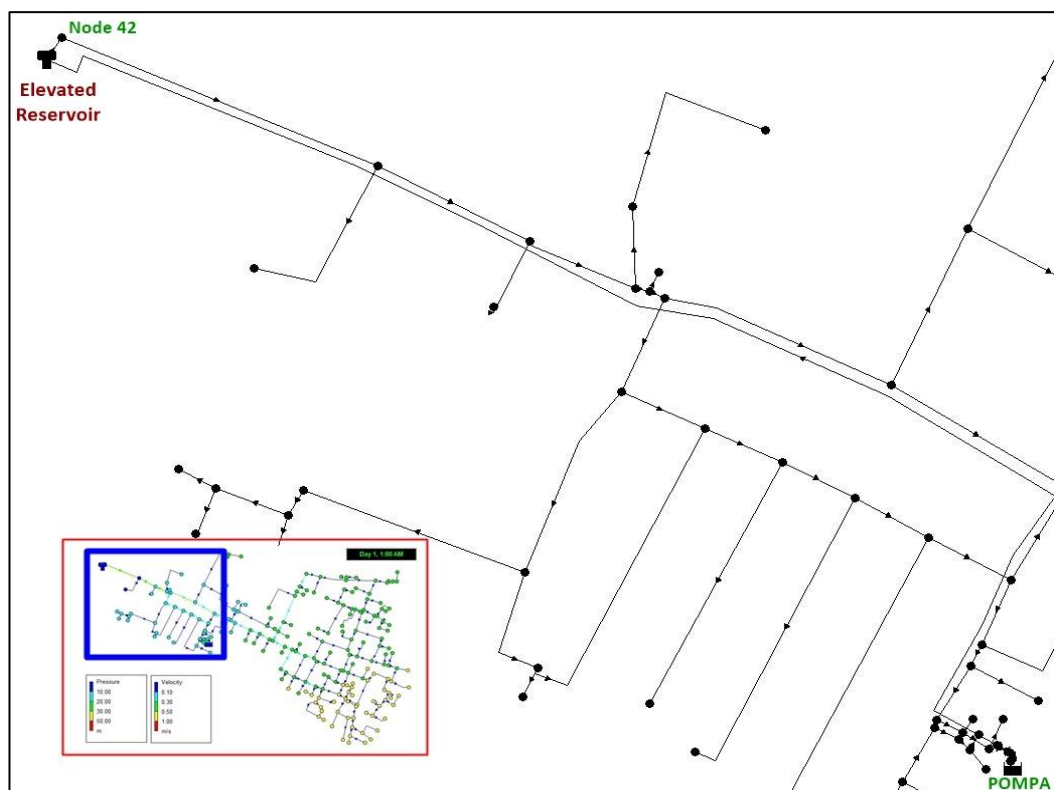 Node 42
Elevated
Reservoir
Day 1, 1:00 AM
Pressure
10.00
20.00
30.00
50.00
m
Velocity
0.10
0.30
0.50
1.00
m/s
POMPA